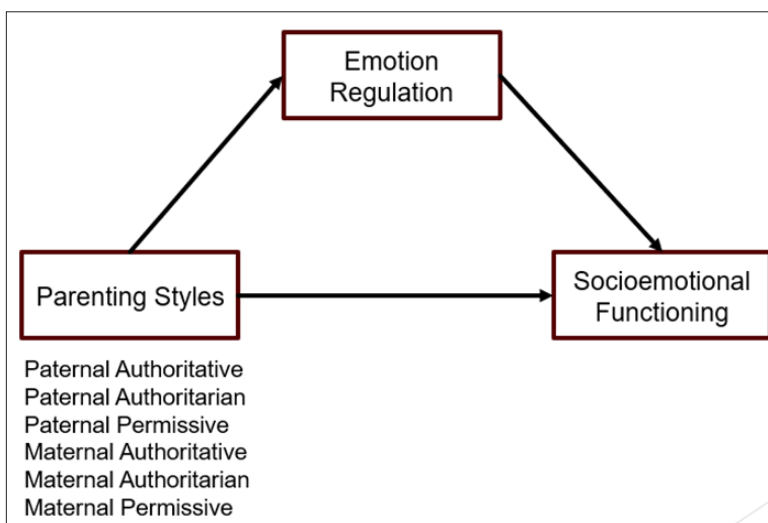 Emotion
Regulation
Parenting Styles
Socioemotional
Functioning
Paternal Authoritative
Paternal Authoritarian
Paternal Permissive
Maternal Authoritative
Maternal Authoritarian
Maternal Permissive